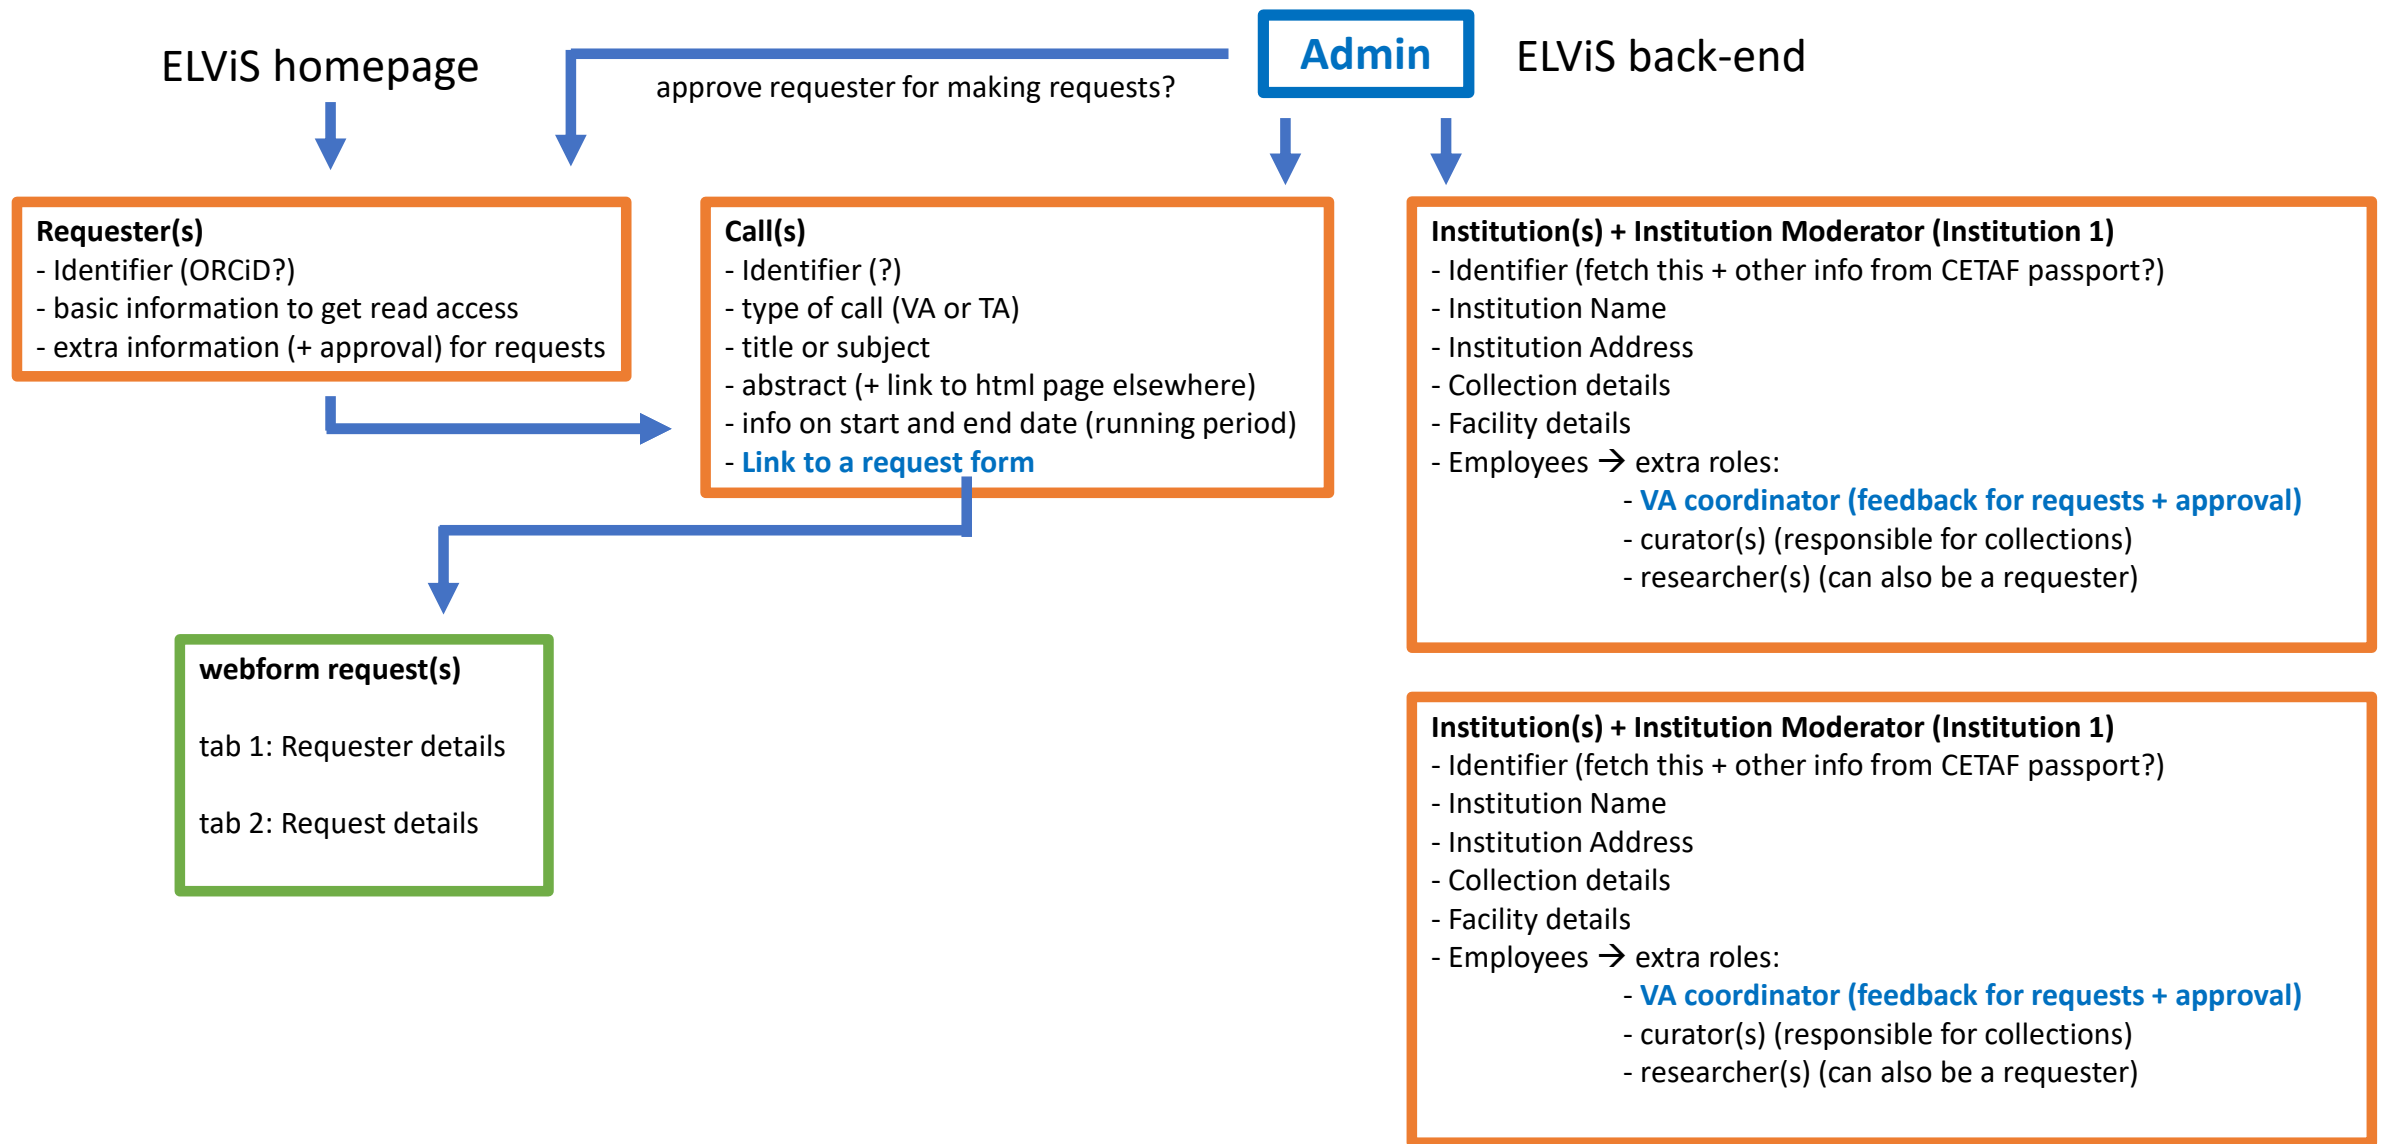 ELViS homepage
approve requester for making requests?
Admin
ELViS back-end
Requester(s)
- Identifier (ORCiD?)
- basic information to get read access
- extra information (+ approval) for requests
Call(s)
- Identifier (?)
- type of call (VA or TA)
- title or subject
- abstract (+ link to html page elsewhere)
- info on start and end date (running period)
- Link to a request form
Institution(s) + Institution Moderator (Institution 1)
- Identifier (fetch this + other info from CETAF passport?)
- Institution Name
- Institution Address
- Collection details
- Facility details
- Employees → extra roles:
- VA coordinator (feedback for requests + approval)
- curator(s) (responsible for collections)
- researcher(s) (can also be a requester)
webform request(s)
tab 1: Requester details
tab 2: Request details
Institution(s) + Institution Moderator (Institution 1)
- Identifier (fetch this + other info from CETAF passport?)
- Institution Name
- Institution Address
- Collection details
- Facility details
- Employees → extra roles:
- VA coordinator (feedback for requests + approval)
- curator(s) (responsible for collections)
- researcher(s) (can also be a requester)